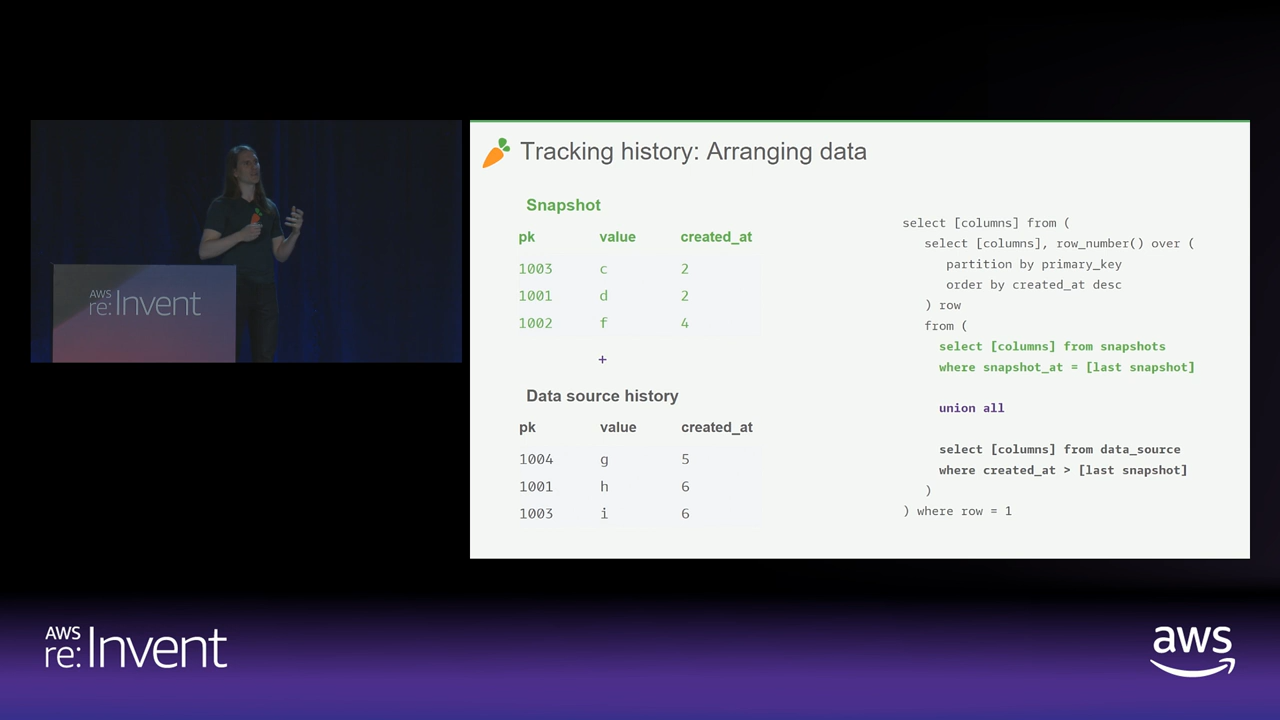 AWS
re:Invent
Tracking history: Arranging data
Snapshot
pk value created_at
1003 c 2
1001 d 2
1002 f 4
+
Data source history
pk value created_at
1004 g 5
1001 h 6
1003 i 6
select [columns] from (
select [columns], row_number() over (
partition by primary_key
order by created_at desc
) row
from (
select [columns] from snapshots
where snapshot_at = [last snapshot]
union all
select [columns] from data_source
where created_at > [last snapshot]
)
) where row = 1
AWS
re:Invent
aws